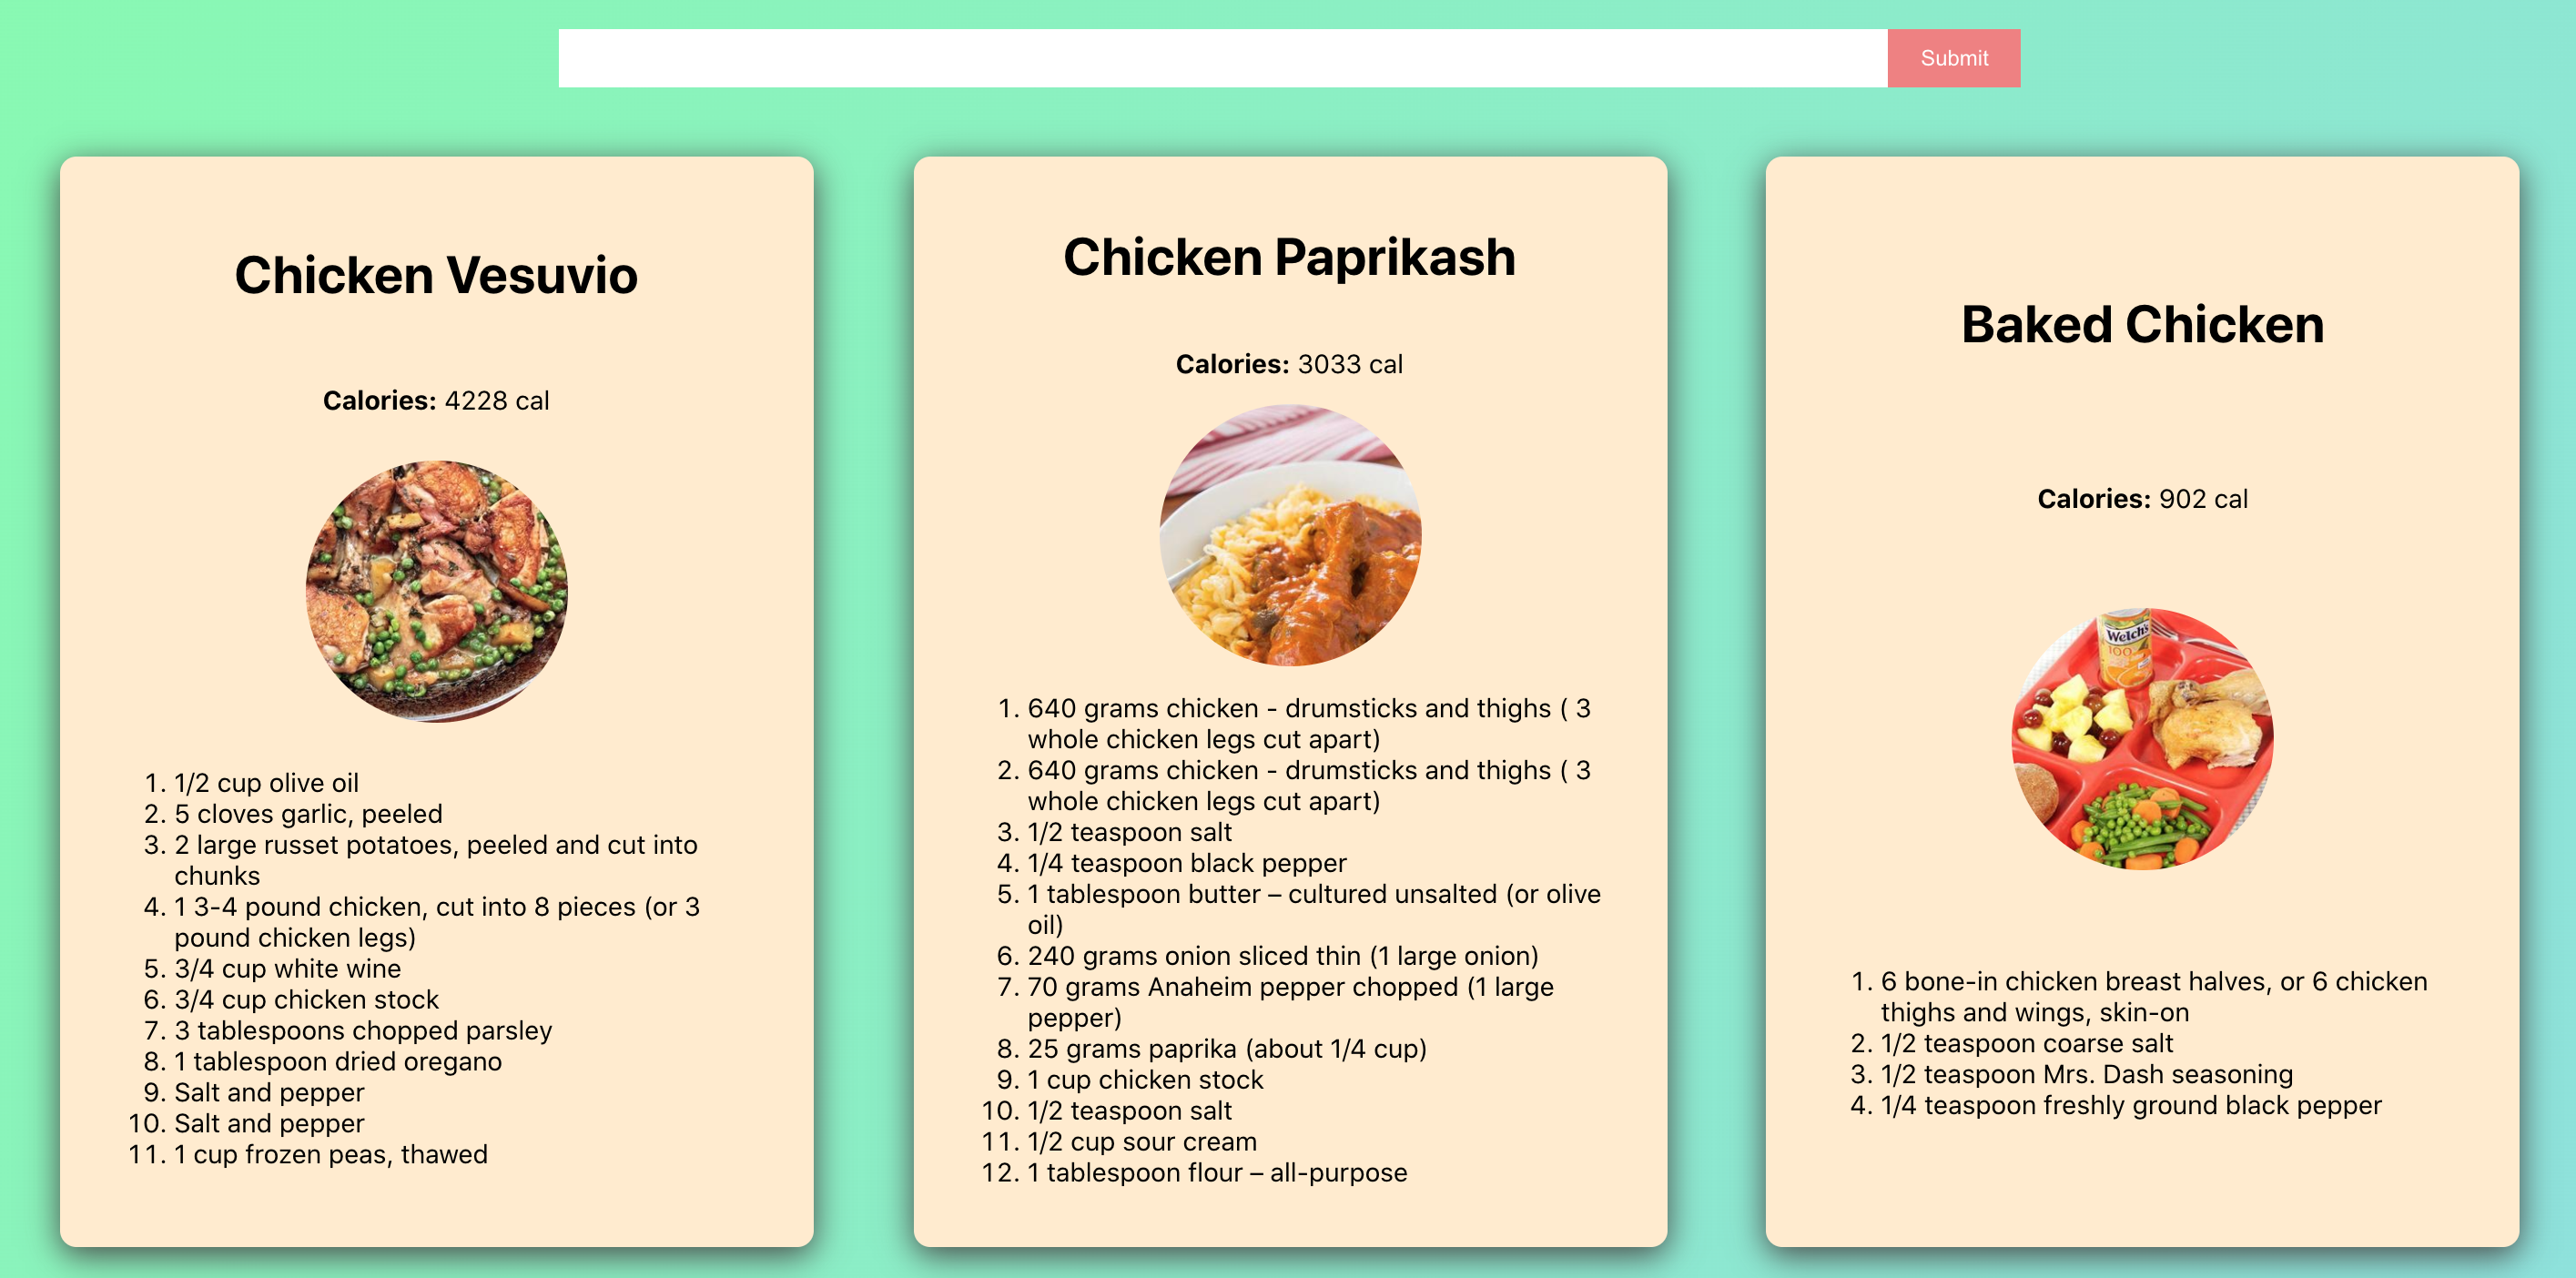 Submit
Chicken Vesuvio
Calories: 4228 cal
1. 1/2 cup olive oil
2. 5 cloves garlic, peeled
3. 2 large russet potatoes, peeled and cut into
chunks
4. 1 3-4 pound chicken, cut into 8 pieces (or 3
pound chicken legs)
5. 3/4 cup white wine
6. 3/4 cup chicken stock
7. 3 tablespoons chopped parsley
8. 1 tablespoon dried oregano
9. Salt and pepper
10. Salt and pepper
11. 1 cup frozen peas, thawed
Chicken Paprikash
Calories: 3033 cal
1. 640 grams chicken - drumsticks and thighs ( 3
whole chicken legs cut apart)
2. 640 grams chicken - drumsticks and thighs ( 3
whole chicken legs cut apart)
3. 1/2 teaspoon salt
4. 1/4 teaspoon black pepper
5. 1 tablespoon butter – cultured unsalted (or olive
oil)
6. 240 grams onion sliced thin (1 large onion)
7. 70 grams Anaheim pepper chopped (1 large
pepper)
8. 25 grams paprika (about 1/4 cup)
9. 1 cup chicken stock
10. 1/2 teaspoon salt
11. 1/2 cup sour cream
12. 1 tablespoon flour – all-purpose
Baked Chicken
Calories: 902 cal
Welch's
100
1. 6 bone-in chicken breast halves, or 6 chicken
thighs and wings, skin-on
2. 1/2 teaspoon coarse salt
3. 1/2 teaspoon Mrs. Dash seasoning
4. 1/4 teaspoon freshly ground black pepper